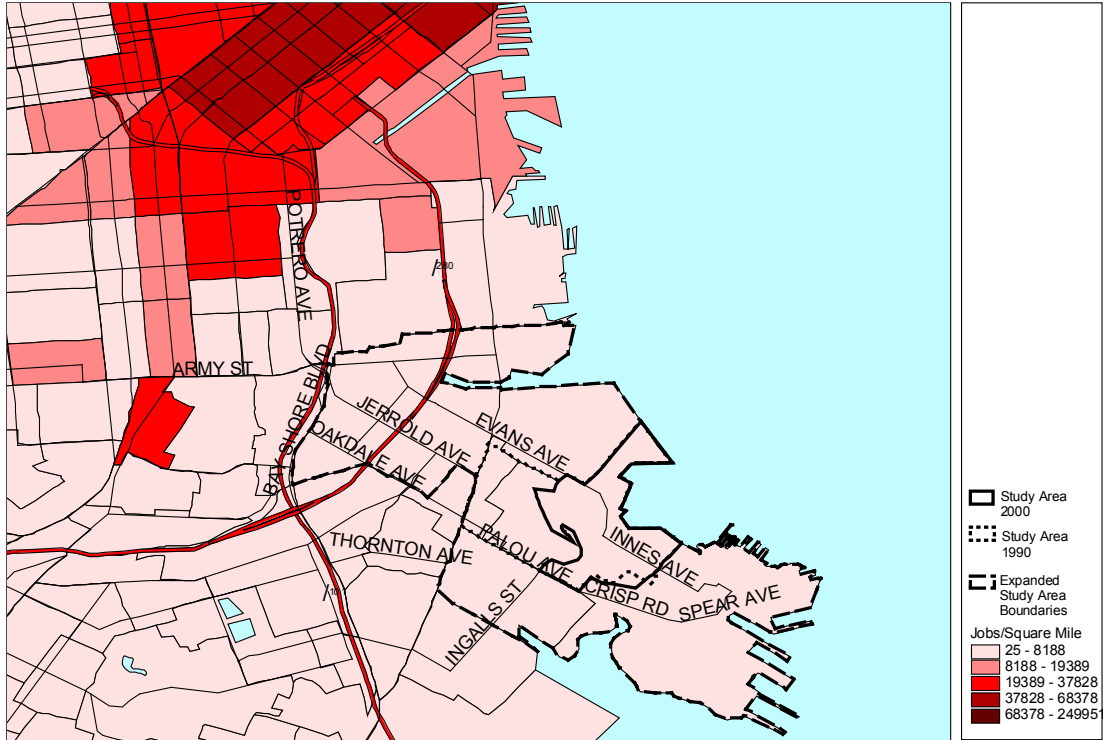 POTRERO AVE
/280
ARMY ST
BAY SHORE BLVD
JERROLD AVE
EVANS AVE
OAKDALE AVE
THORNTON AVE
PALOU AVE
INNES AVE
CRISP RD
SPEAR AVE
INGALLS ST
Study Area
2000
Study Area
1990
Expanded
Study Area
Boundaries
Jobs/Square Mile
25 - 8188
8188 - 19389
19389 - 37828
37828 - 68378
68378 - 249951